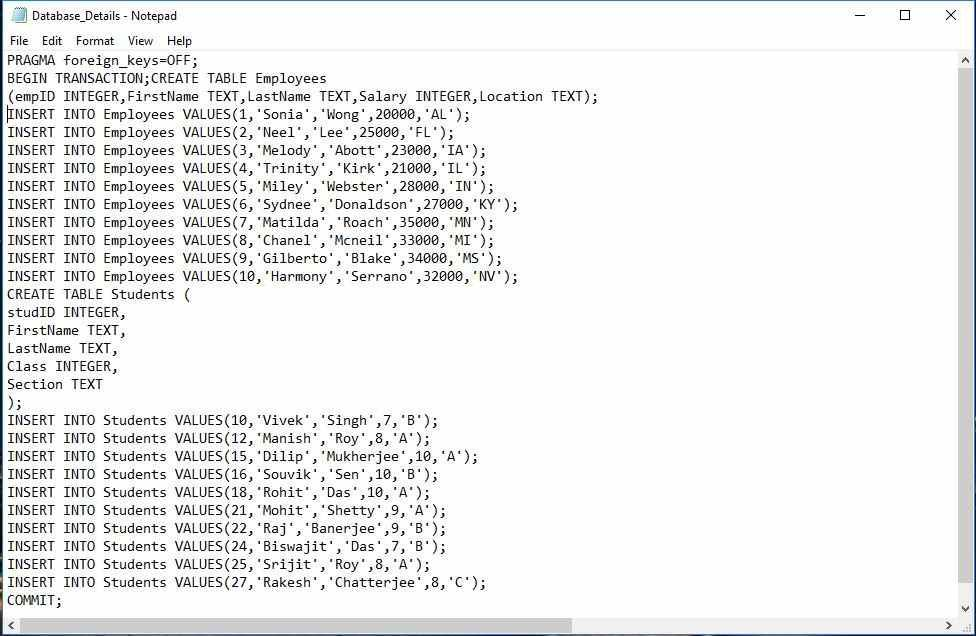 Database_Details - Notepad
File Edit Format View Help
PRAGMA foreign_keys=OFF;
BEGIN TRANSACTION;CREATE TABLE Employees
(empID INTEGER,FirstName TEXT,LastName TEXT,Salary INTEGER,Location TEXT);
INSERT INTO Employees VALUES(1,'Sonia','Wong',20000,'AL');
INSERT INTO Employees VALUES(2,'Neel','Lee',25000,'FL');
INSERT INTO Employees VALUES(3,'Melody','Abott',23000,'IA');
INSERT INTO Employees VALUES(4,'Trinity','Kirk',21000,'IL');
INSERT INTO Employees VALUES(5,'Miley','Webster',28000,'IN');
INSERT INTO Employees VALUES(6,'Sydnee','Donaldson',27000,'KY');
INSERT INTO Employees VALUES(7,'Matilda','Roach',35000,'MN');
INSERT INTO Employees VALUES(8,'Chanel','Mcneil',33000,'MI');
INSERT INTO Employees VALUES(9,'Gilberto','Blake',34000,'MS');
INSERT INTO Employees VALUES(10,'Harmony','Serrano',32000,'NV');
CREATE TABLE Students (
studID INTEGER,
FirstName TEXT,
LastName TEXT,
Class INTEGER,
Section TEXT
);
INSERT INTO Students VALUES(10,'Vivek','Singh',7,'B');
INSERT INTO Students VALUES(12,'Manish','Roy',8,'A');
INSERT INTO Students VALUES(15,'Dilip','Mukherjee',10,'A');
INSERT INTO Students VALUES(16,'Souvik','Sen',10,'B');
INSERT INTO Students VALUES(18,'Rohit','Das',10,'A');
INSERT INTO Students VALUES(21,'Mohit','Shetty',9,'A');
INSERT INTO Students VALUES(22,'Raj','Banerjee',9,'B');
INSERT INTO Students VALUES(24,'Biswajit','Das',7,'B');
INSERT INTO Students VALUES(25,'Srijit','Roy',8,'A');
INSERT INTO Students VALUES(27,'Rakesh','Chatterjee',8,'C');
COMMIT;